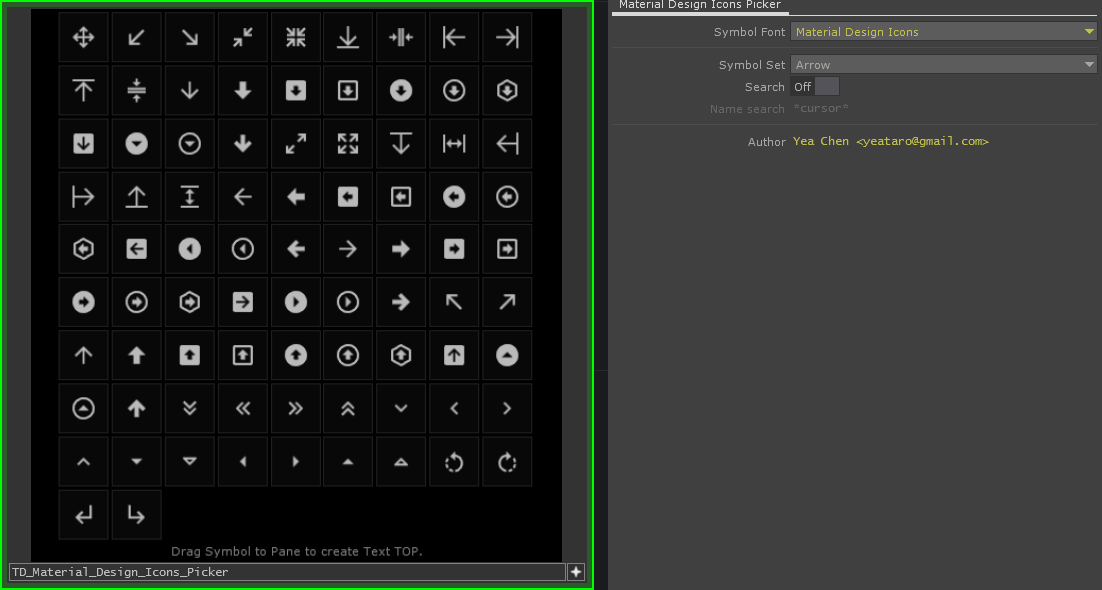 Material Design Icons Picker
Symbol Font Material Design Icons
Symbol Set Arrow
Search Off
Name search *cursor*
Author Yea Chen <yeataro@gmail.com>
Drag Symbol to Pane to create Text TOP.
TD_Material_Design_Icons_Picker